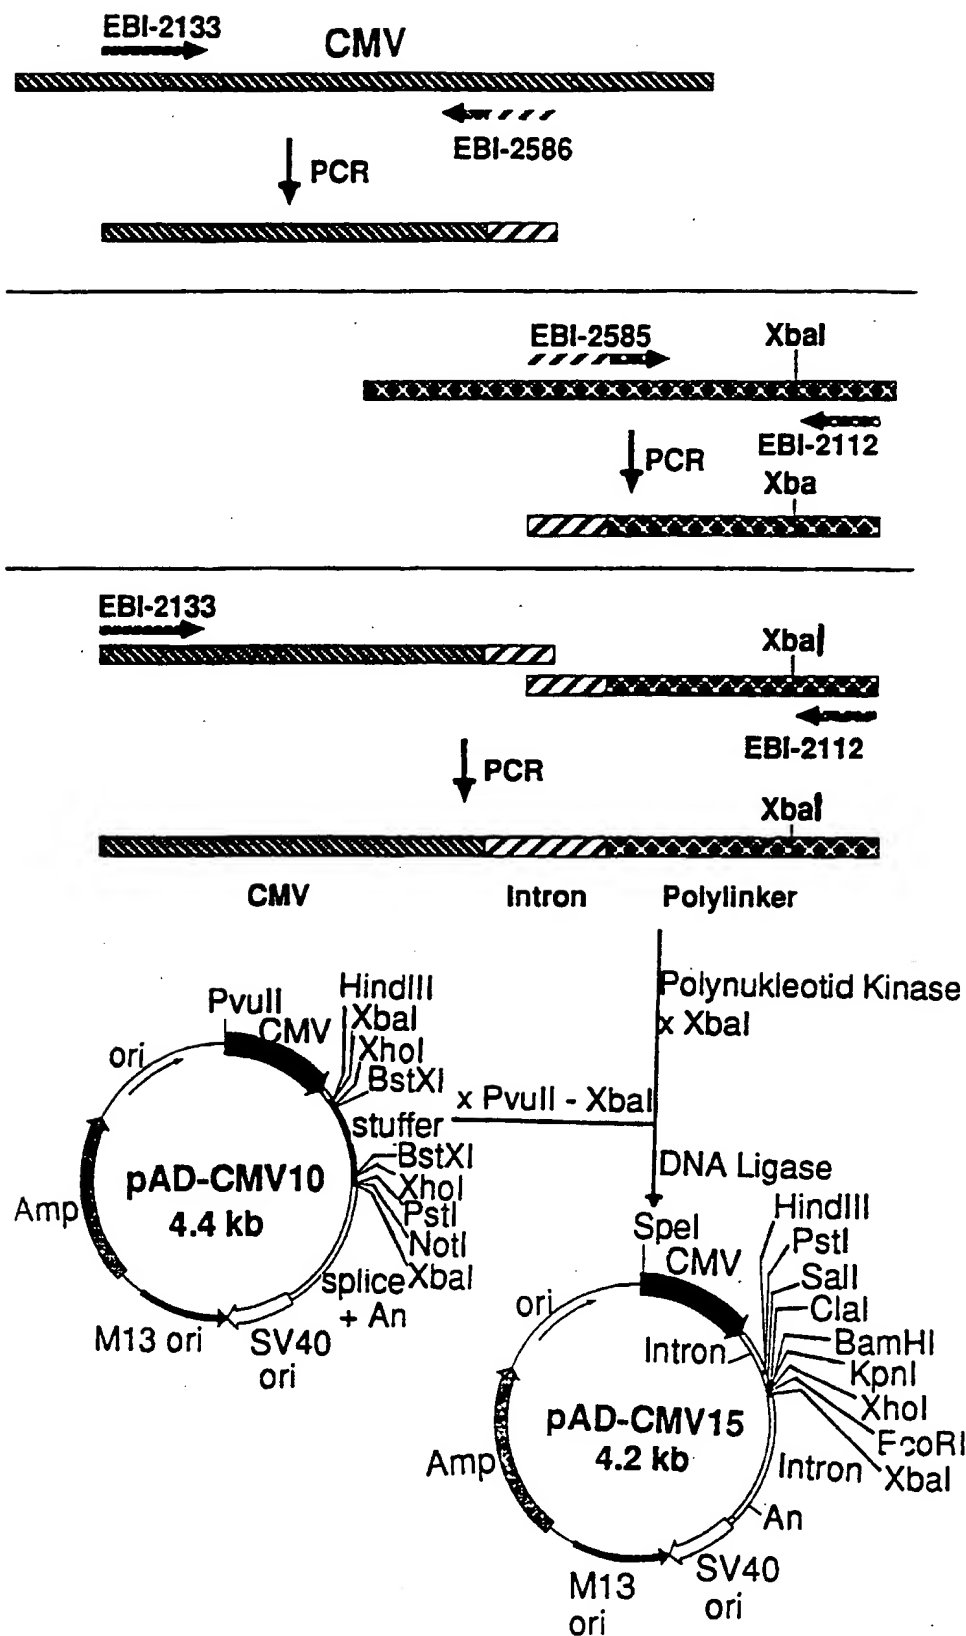 EBI-2133
CMV
EBI-2586
PCR
EBI-2585
XbaI
EBI-2112
PCR
Xba
EBI-2133
XbaI
EBI-2112
PCR
XbaI
CMV
Intron
Polylinker
Polynukleotid Kinase
x XbaI
PvuII
CMV
HindIII
XbaI
XhoI
BstXI
stuffer
BstXI
XhoI
PstI
NotI
XbaI
splice
+ An
SV40
ori
M13 ori
Amp
ori
pAD-CMV10
4.4 kb
x PvuII - XbaI
DNA Ligase
SpeI
CMV
HindIII
PstI
SalI
ClaI
BamHI
KpnI
XhoI
EcoRI
XbaI
Intron
Intron
An
SV40
ori
M13
ori
Amp
ori
pAD-CMV15
4.2 kb